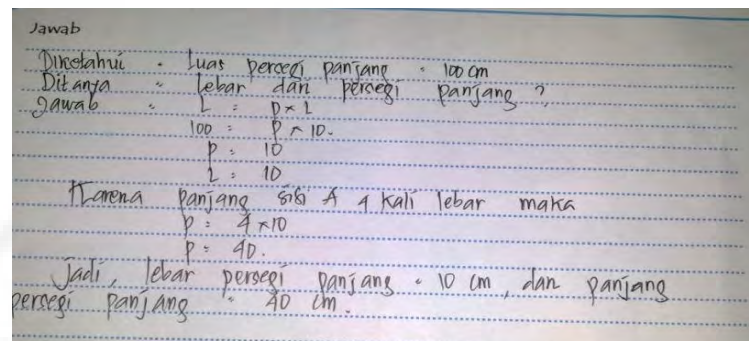 Jawab
Diketahui : Luas persegi panjang = 100 cm
Ditanya : lebar dari persegi panjang ?
Jawab : L = p x l
100 = p x 10.
p = 10
l = 10
Karena panjang sisi A 4 kali lebar maka
p = 4 x 10
p = 40.
Jadi, lebar persegi panjang = 10 cm, dan panjang
persegi panjang = 40 cm.